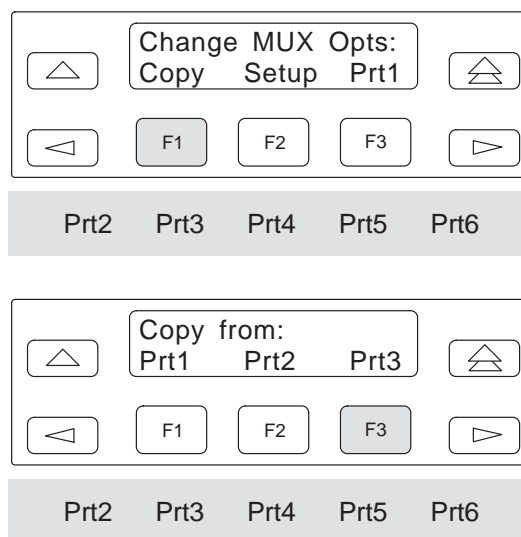 Change MUX Opts:
Copy Setup Prt1
F1 F2 F3
Prt2 Prt3 Prt4 Prt5 Prt6
Copy from:
Prt1 Prt2 Prt3
F1 F2 F3
Prt2 Prt3 Prt4 Prt5 Prt6